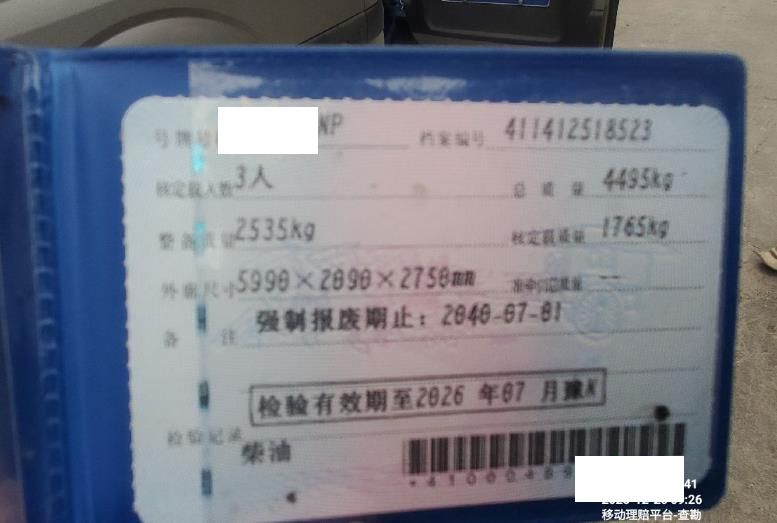 号牌号 NP 档案编号 411412518523
核定载人数 3人 总质量 4495kg
整备质量 2535kg 核定载质量 1765kg
外廓尺寸 5990×2090×2750mm 准牵引总质量 --
备注 强制报废期止：2040-07-01
检验有效期至2026 年07 月豫N
检验记录
柴油
*41000
41
09:26
移动理赔平台-查勘